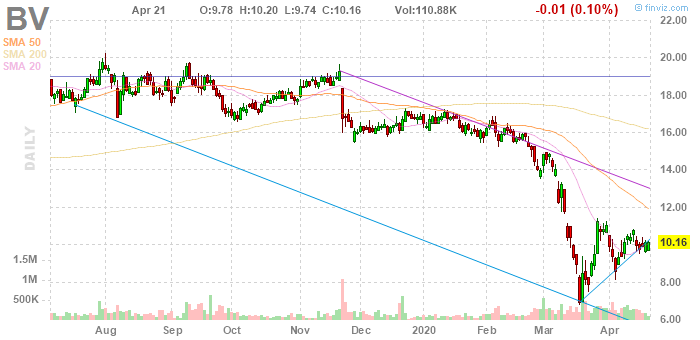 BV Apr 21 O:9.78 H:10.20 L:9.74 C:10.16 Vol:110.88K -0.01 (0.10%) © finviz.com
SMA 50
SMA 200
SMA 20
DAILY
22.00
20.00
18.00
16.00
14.00
12.00
10.16
8.00
6.00
1.5M
1M
500K
Aug Sep Oct Nov Dec 2020 Feb Mar Apr